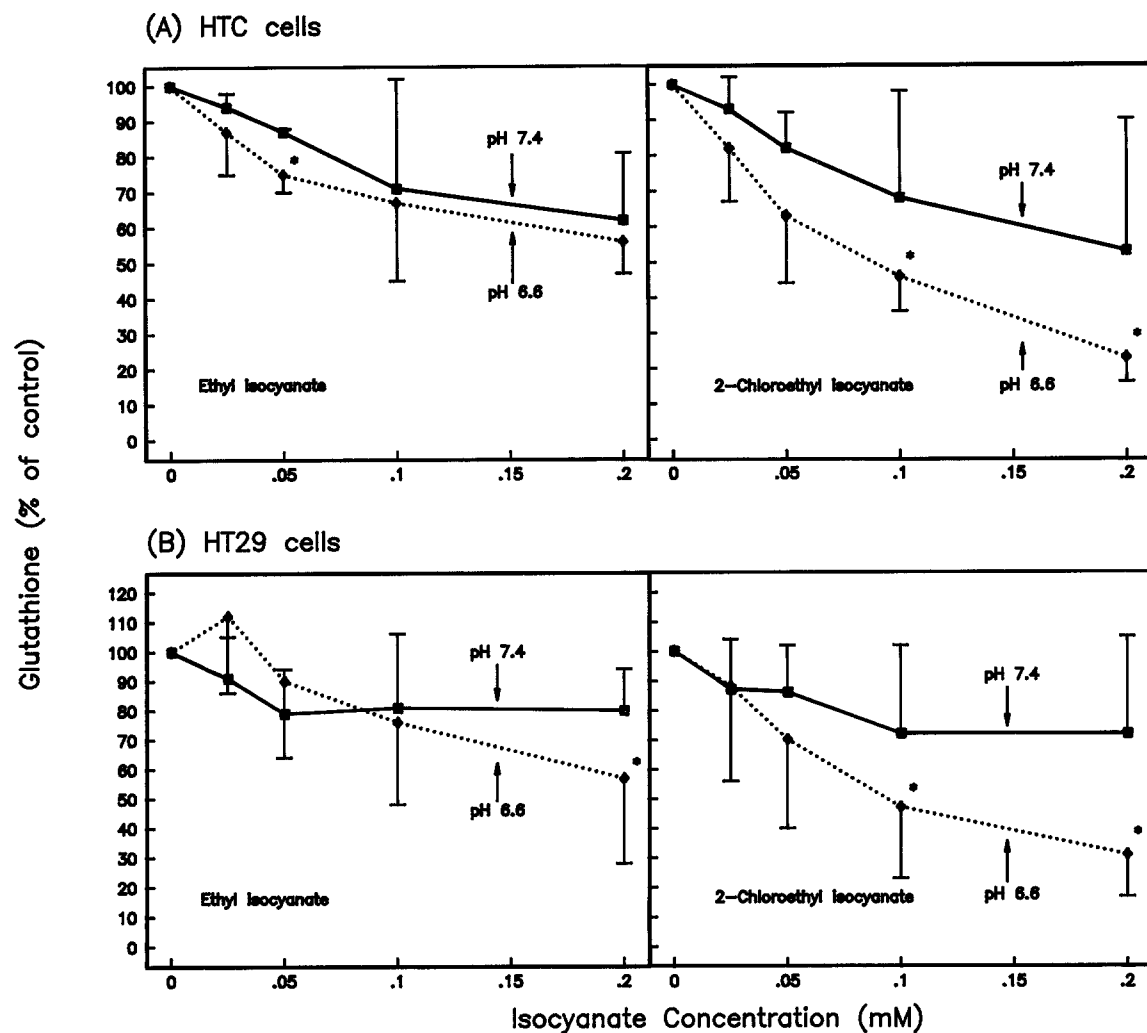 (A) HTC cells
100
90
80
70
60
50
40
30
20
10
0
*
pH 7.4
pH 6.6
Ethyl Isocyanate
0 .05 .1 .15 .2
pH 7.4
*
*
pH 6.6
2-Chloroethyl Isocyanate
0 .05 .1 .15 .2
Glutathione (% of control)
(B) HT29 cells
120
110
100
90
80
70
60
50
40
30
20
10
0
pH 7.4
*
pH 6.6
Ethyl Isocyanate
0 .05 .1 .15 .2
pH 7.4
*
*
pH 6.6
2-Chloroethyl Isocyanate
0 .05 .1 .15 .2
Isocyanate Concentration (mM)